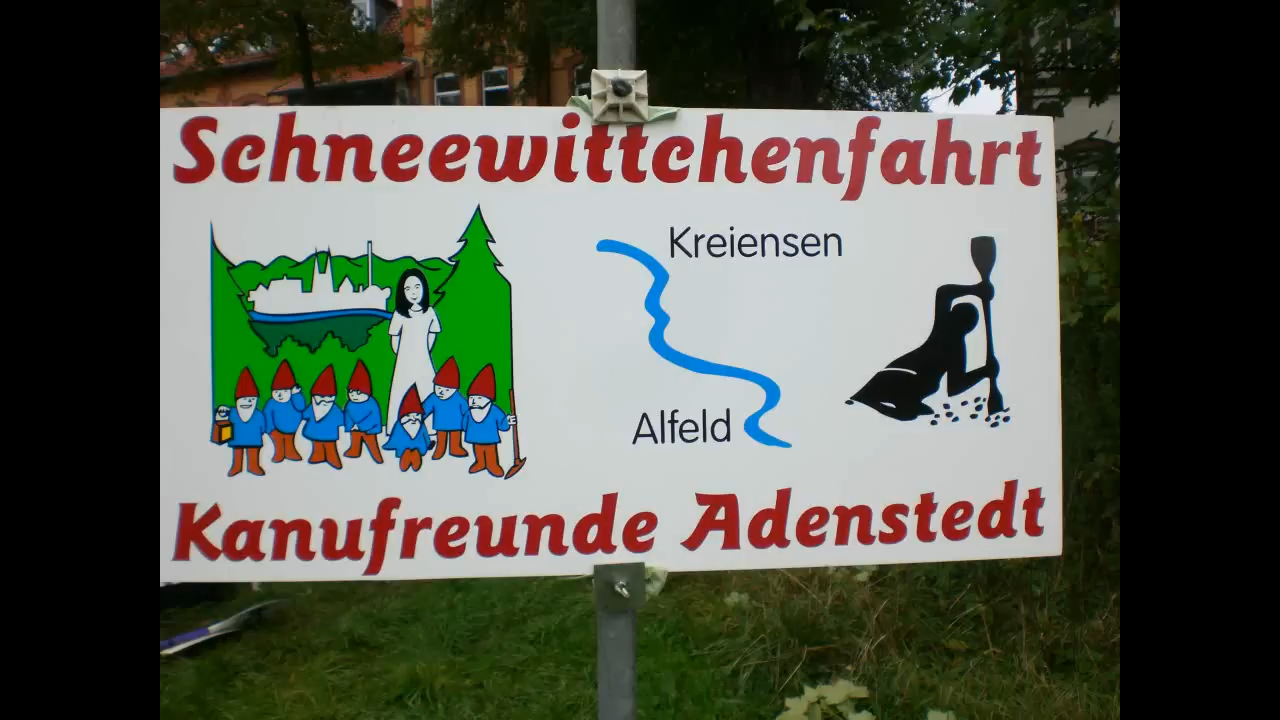 Schneewittchenfahrt
Kreiensen
Alfeld
Kanufreunde Adenstedt